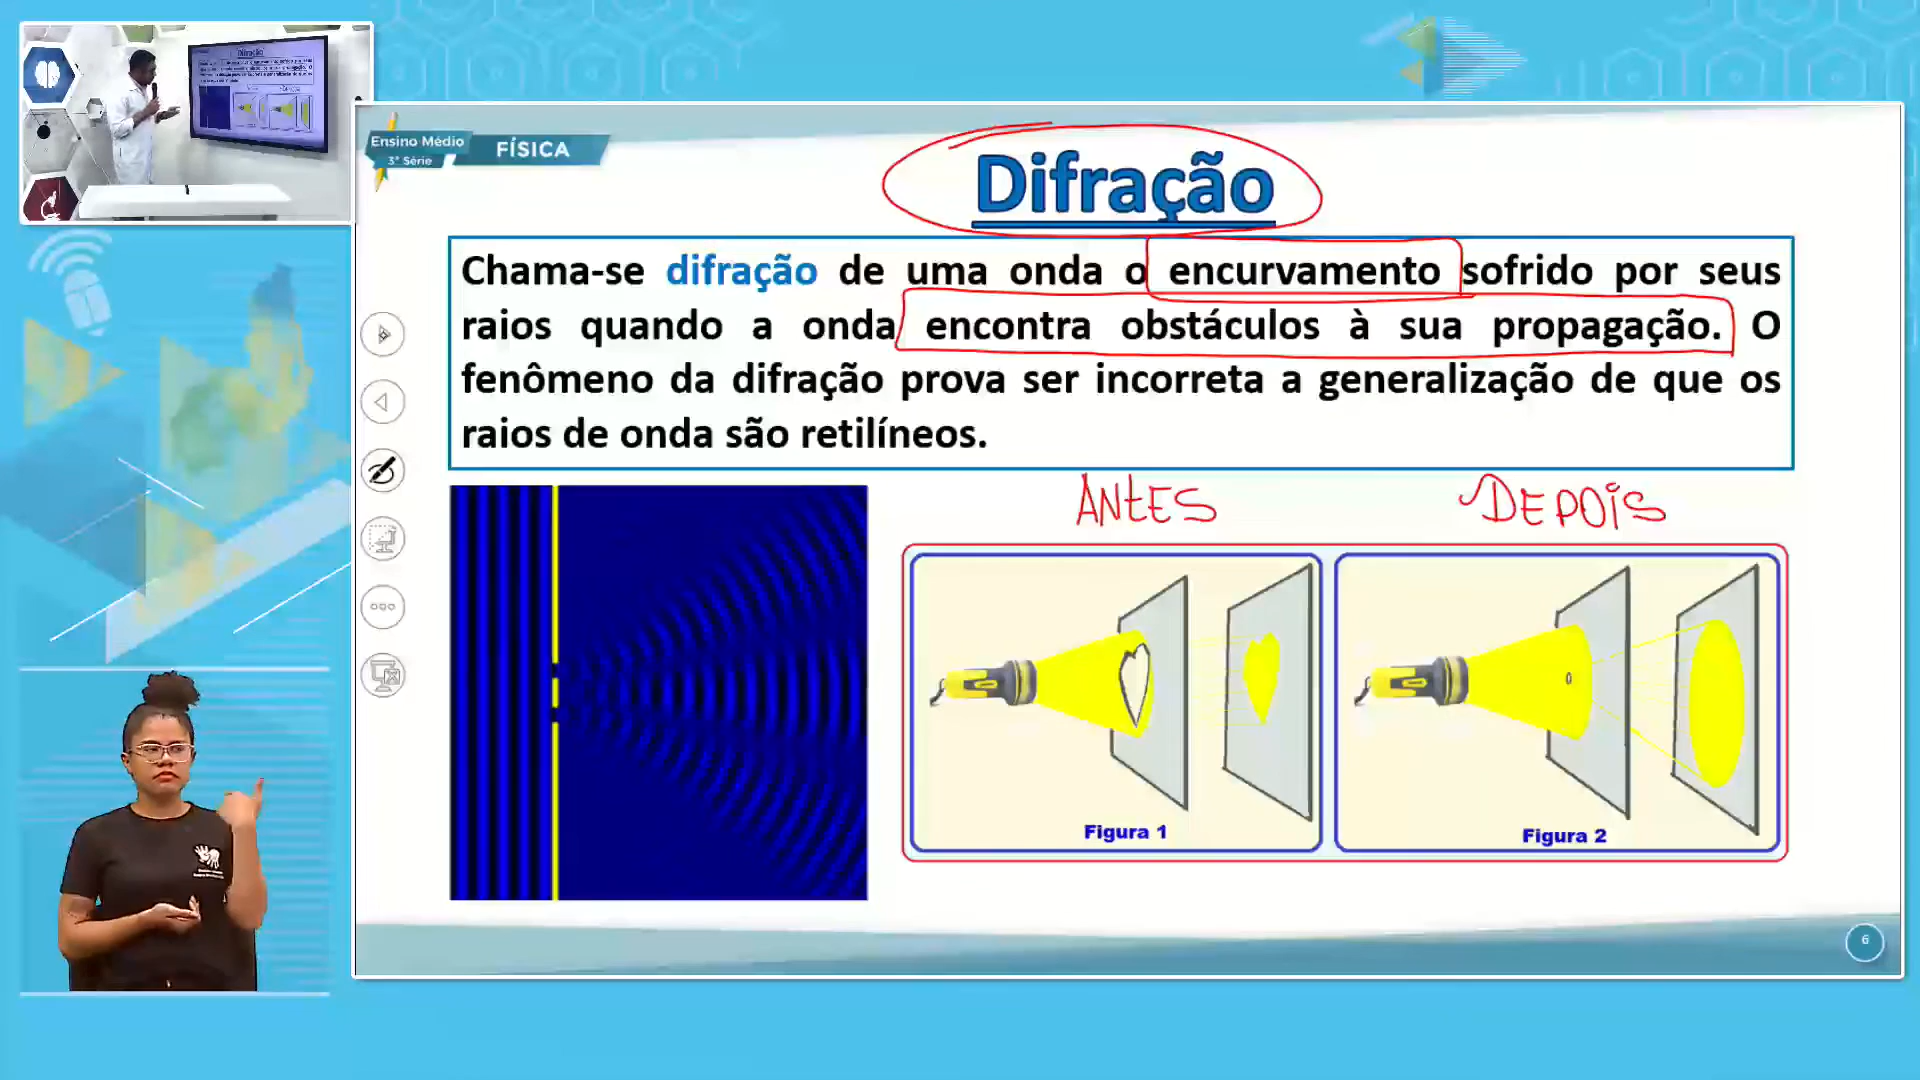 Ensino Médio
3ª Série
FÍSICA
Difração
Chama-se difração de uma onda o encurvamento sofrido por seus
raios quando a onda encontra obstáculos à sua propagação. O
fenômeno da difração prova ser incorreta a generalização de que os
raios de onda são retilíneos.
ANTES
DEPOIS
Figura 1
Figura 2
6